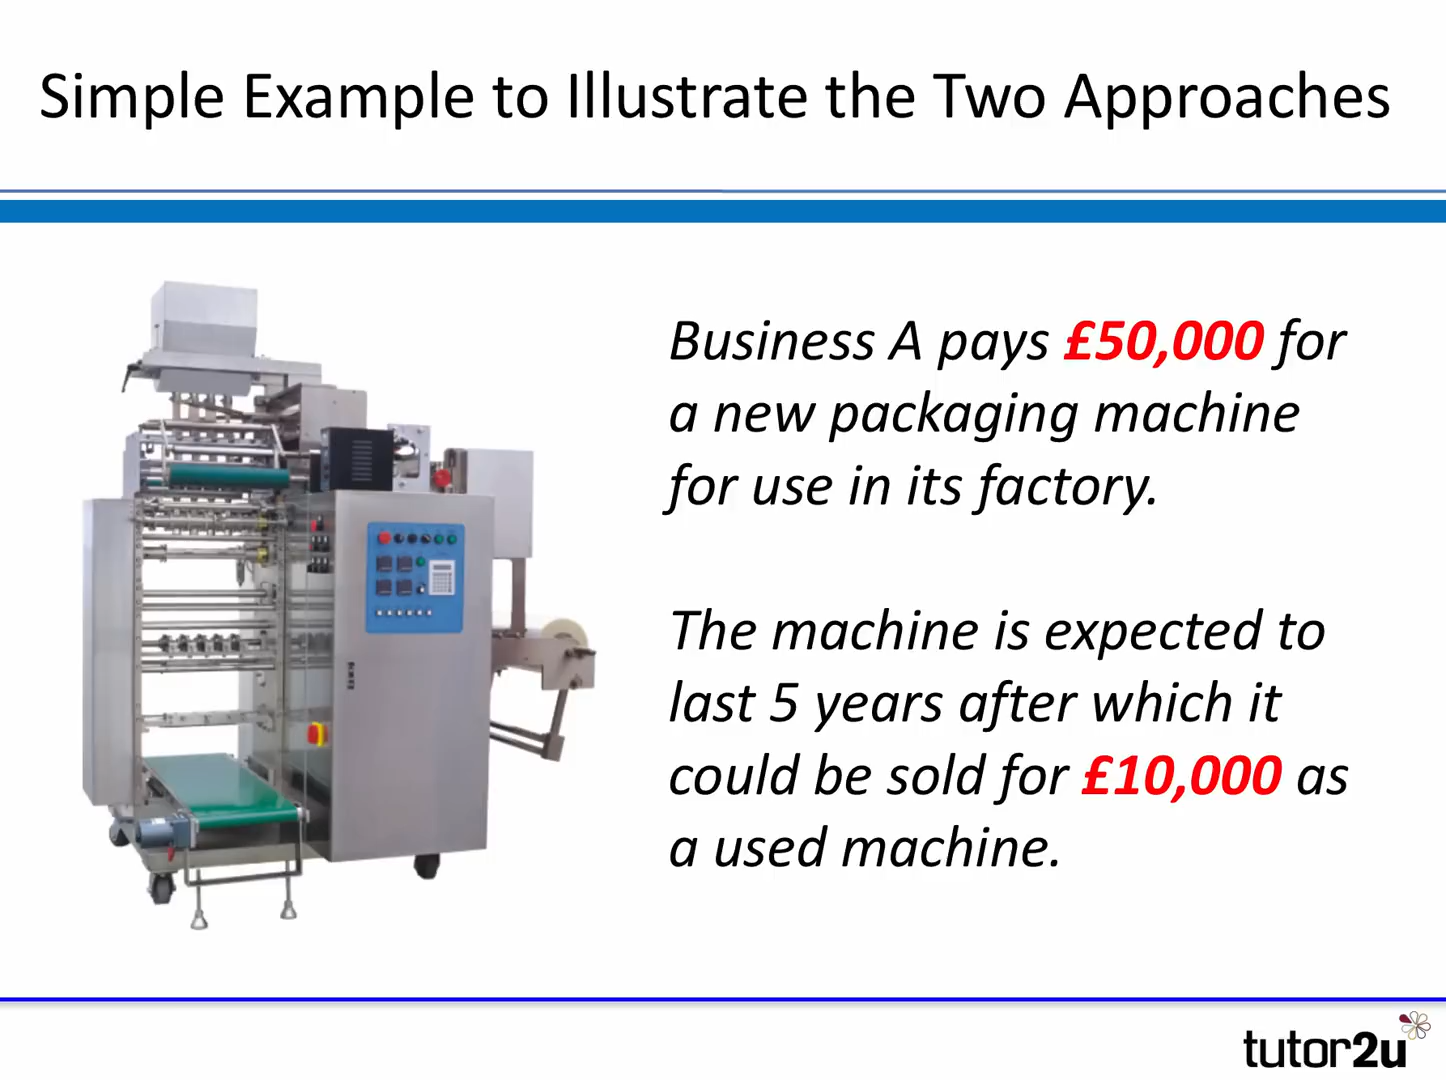 Simple Example to Illustrate the Two Approaches
Business A pays £50,000 for
a new packaging machine
for use in its factory.
The machine is expected to
last 5 years after which it
could be sold for £10,000 as
a used machine.
tutor2u